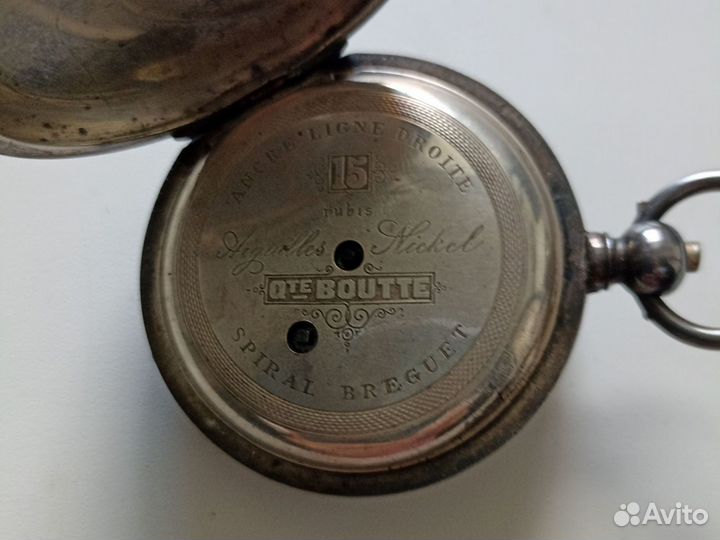 ANCRE LIGNE DROITE
15
rubis
Aiguilles Nickel
QTE BOUTTE
SPIRAL BREGUET
Avito